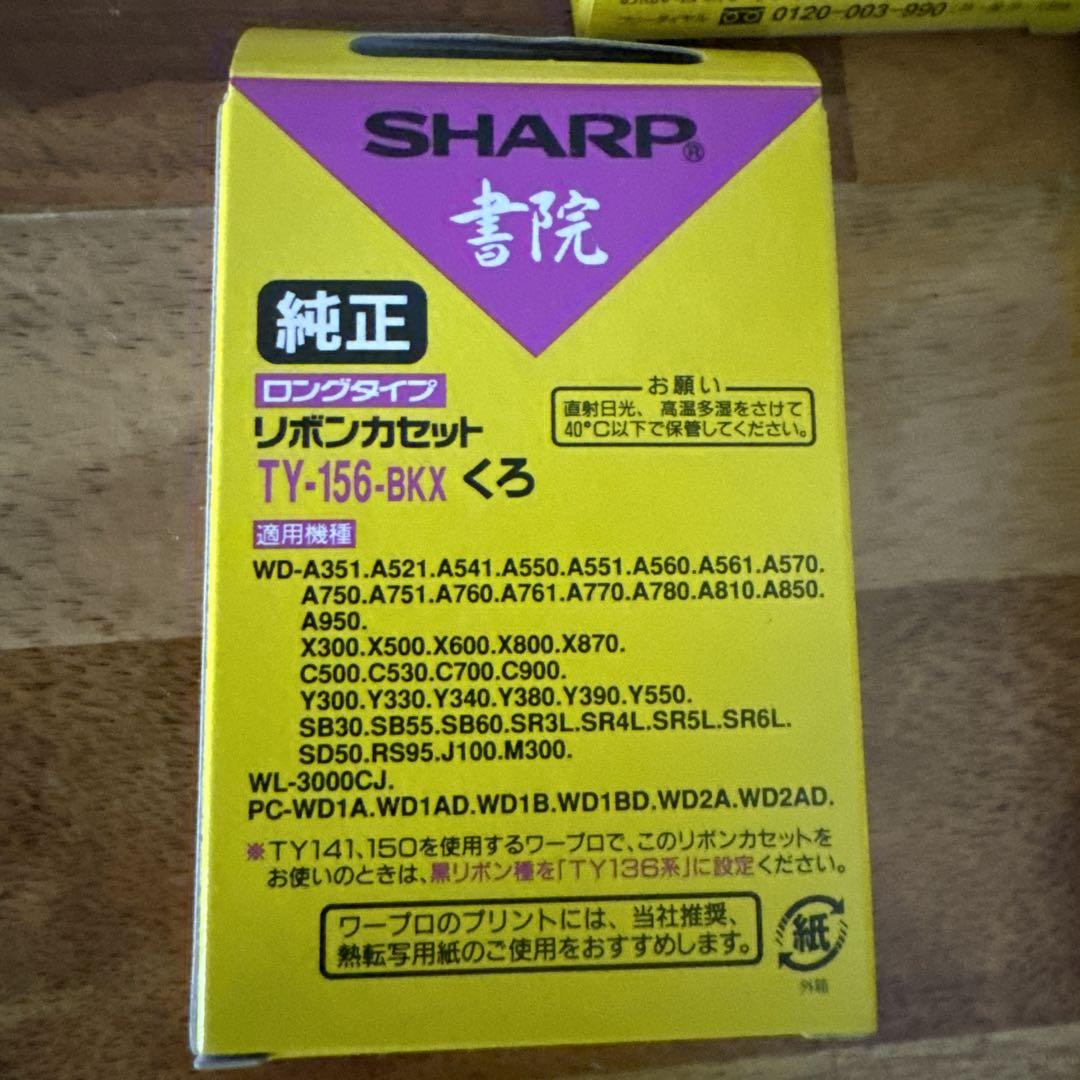 フリーダイヤル 0120-003-990
SHARP®
書院
純正
ロングタイプ
リボンカセット
TY-156-BKX くろ
お願い
直射日光、高温多湿をさけて
40℃以下で保管してください。
適用機種
WD-A351.A521.A541.A550.A551.A560.A561.A570.
A750.A751.A760.A761.A770.A780.A810.A850.
A950.
X300.X500.X600.X800.X870.
C500.C530.C700.C900.
Y300.Y330.Y340.Y380.Y390.Y550.
SB30.SB55.SB60.SR3L.SR4L.SR5L.SR6L.
SD50.RS95.J100.M300.
WL-3000CJ.
PC-WD1A.WD1AD.WD1B.WD1BD.WD2A.WD2AD.
※TY141､150を使用するワープロで､このリボンカセットを
お使いのときは､黒リボン種を｢TY136系｣に設定ください。
ワープロのプリントには、当社推奨、
熱転写用紙のご使用をおすすめします。
紙
外箱